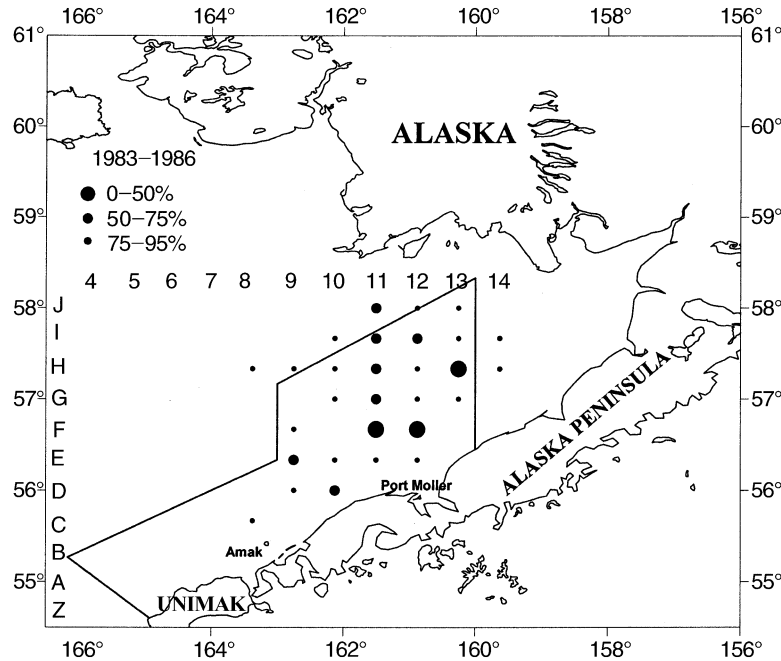 166° 164° 162° 160° 158° 156°
61°
61°
60°
60°
ALASKA
1983–1986
0–50%
50–75%
75–95%
59°
59°
4 5 6 7 8 9 10 11 12 13 14
58°
58°
J
I
H
57°
57°
G
F
E
ALASKA PENINSULA
Port Moller
56°
56°
D
C
B
Amak
55°
55°
A
UNIMAK
Z
166° 164° 162° 160° 158° 156°